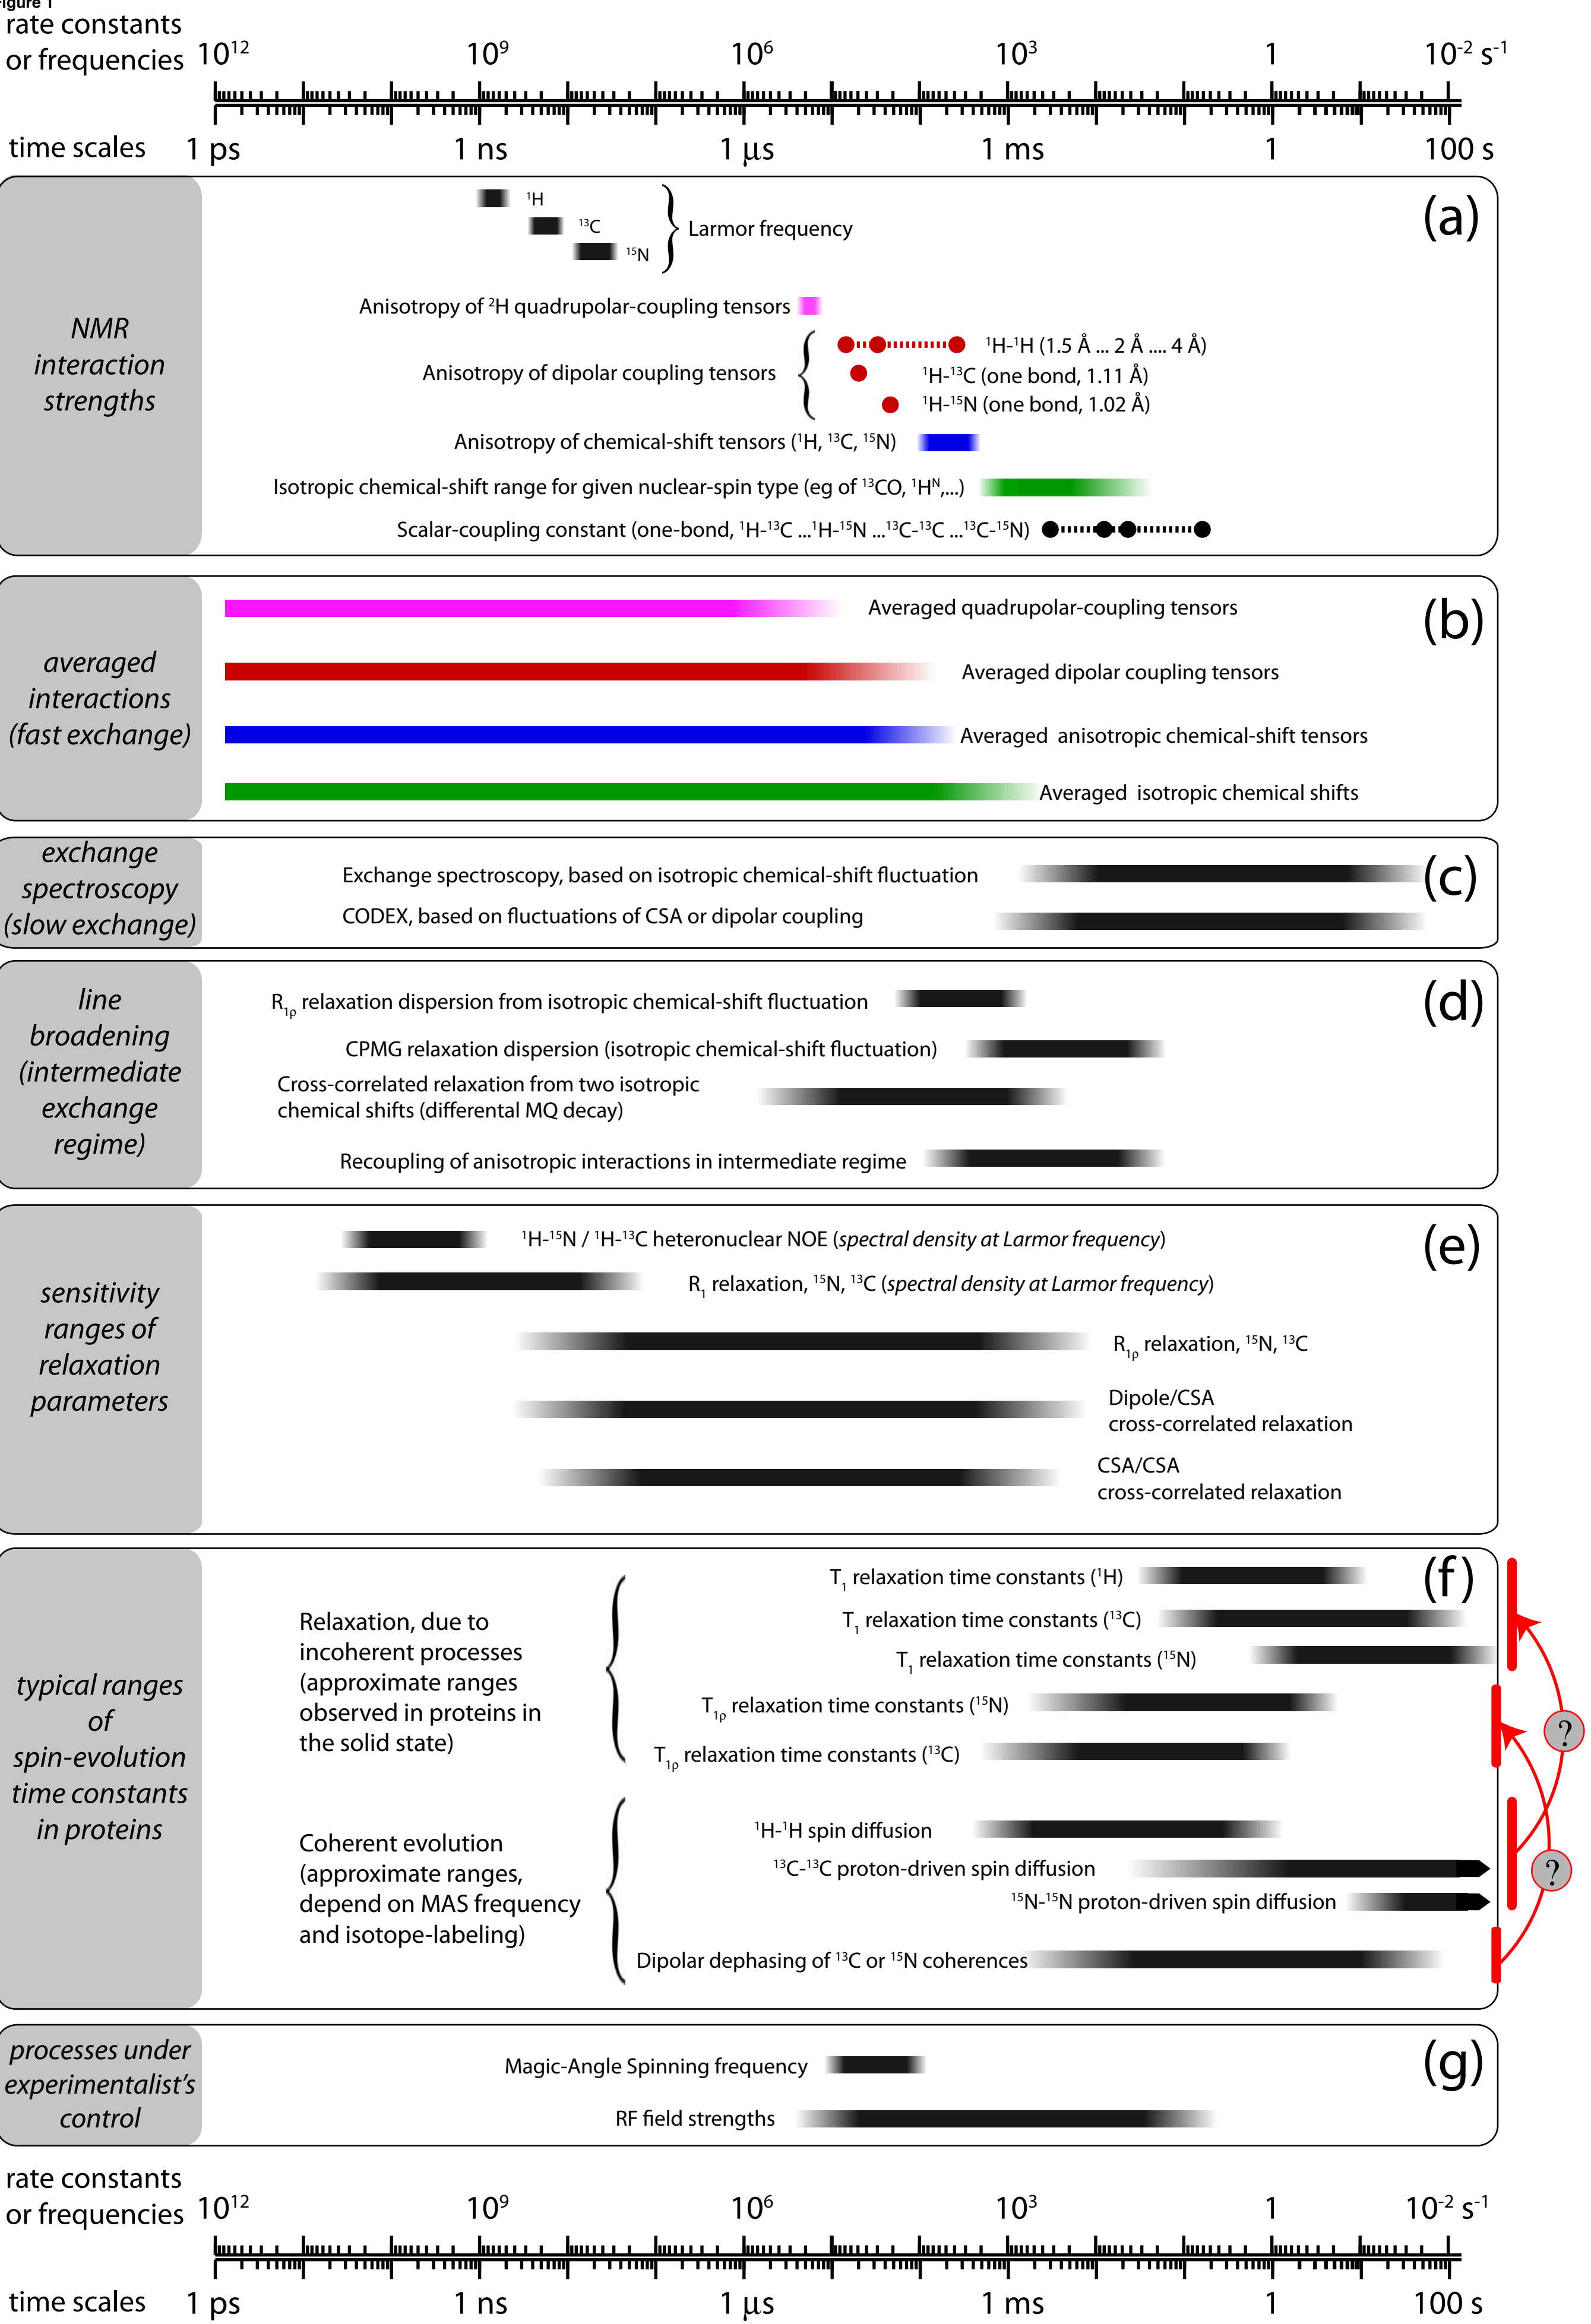 Figure 1
rate constants
or frequencies 10¹² 10⁹ 10⁶ 10³ 1 10⁻² s⁻¹
time scales 1 ps 1 ns 1 μs 1 ms 1 100 s
NMR
interaction
strengths
(a)
¹H
¹³C
¹⁵N
Larmor frequency
Anisotropy of ²H quadrupolar-coupling tensors
Anisotropy of dipolar coupling tensors
¹H-¹H (1.5 Å ... 2 Å .... 4 Å)
¹H-¹³C (one bond, 1.11 Å)
¹H-¹⁵N (one bond, 1.02 Å)
Anisotropy of chemical-shift tensors (¹H, ¹³C, ¹⁵N)
Isotropic chemical-shift range for given nuclear-spin type (eg of ¹³CO, ¹Hᴺ,...)
Scalar-coupling constant (one-bond, ¹H-¹³C ...¹H-¹⁵N ...¹³C-¹³C ...¹³C-¹⁵N)
averaged
interactions
(fast exchange)
(b)
Averaged quadrupolar-coupling tensors
Averaged dipolar coupling tensors
Averaged anisotropic chemical-shift tensors
Averaged isotropic chemical shifts
exchange
spectroscopy
(slow exchange)
(c)
Exchange spectroscopy, based on isotropic chemical-shift fluctuation
CODEX, based on fluctuations of CSA or dipolar coupling
line
broadening
(intermediate
exchange
regime)
(d)
R₁ᵨ relaxation dispersion from isotropic chemical-shift fluctuation
CPMG relaxation dispersion (isotropic chemical-shift fluctuation)
Cross-correlated relaxation from two isotropic
chemical shifts (differental MQ decay)
Recoupling of anisotropic interactions in intermediate regime
sensitivity
ranges of
relaxation
parameters
(e)
¹H-¹⁵N / ¹H-¹³C heteronuclear NOE (spectral density at Larmor frequency)
R₁ relaxation, ¹⁵N, ¹³C (spectral density at Larmor frequency)
R₁ᵨ relaxation, ¹⁵N, ¹³C
Dipole/CSA
cross-correlated relaxation
CSA/CSA
cross-correlated relaxation
typical ranges
of
spin-evolution
time constants
in proteins
(f)
Relaxation, due to
incoherent processes
(approximate ranges
observed in proteins in
the solid state)
T₁ relaxation time constants (¹H)
T₁ relaxation time constants (¹³C)
T₁ relaxation time constants (¹⁵N)
T₁ᵨ relaxation time constants (¹⁵N)
T₁ᵨ relaxation time constants (¹³C)
?
Coherent evolution
(approximate ranges,
depend on MAS frequency
and isotope-labeling)
¹H-¹H spin diffusion
¹³C-¹³C proton-driven spin diffusion
¹⁵N-¹⁵N proton-driven spin diffusion
Dipolar dephasing of ¹³C or ¹⁵N coherences
?
processes under
experimentalist's
control
(g)
Magic-Angle Spinning frequency
RF field strengths
rate constants
or frequencies 10¹² 10⁹ 10⁶ 10³ 1 10⁻² s⁻¹
time scales 1 ps 1 ns 1 μs 1 ms 1 100 s